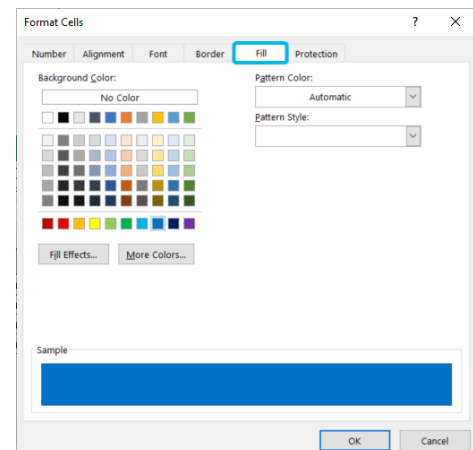 Format Cells ? ×
Number Alignment Font Border Fill Protection
Background Color: Pattern Color:
No Color Automatic
Pattern Style:
Fill Effects... More Colors...
Sample
OK Cancel